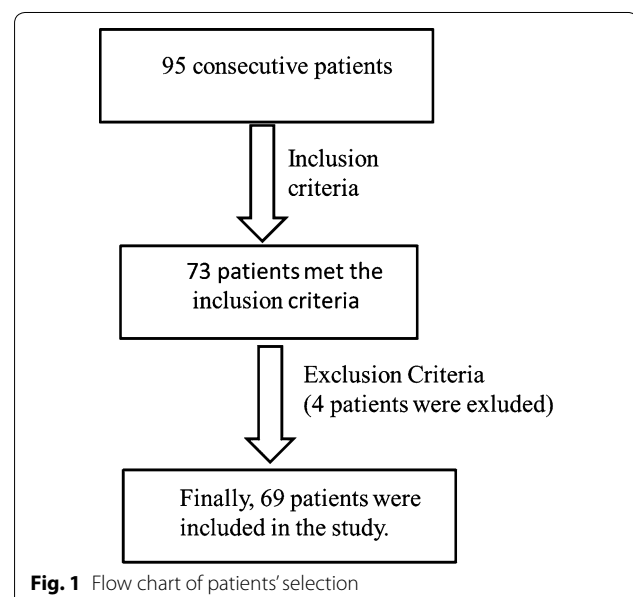 95 consecutive patients
Inclusion
criteria
73 patients met the
inclusion criteria
Exclusion Criteria
(4 patients were exluded)
Finally, 69 patients were
included in the study.
Fig. 1 Flow chart of patients’ selection